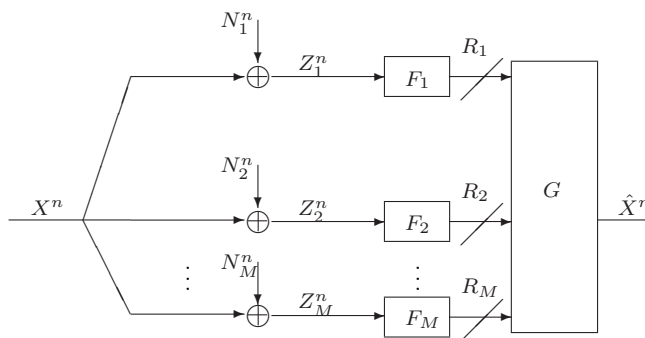 N_1^n
Z_1^n
F_1
R_1
N_2^n
X^n
Z_2^n
F_2
R_2
G
X̂^n
⋮
N_M^n
Z_M^n
⋮
F_M
R_M